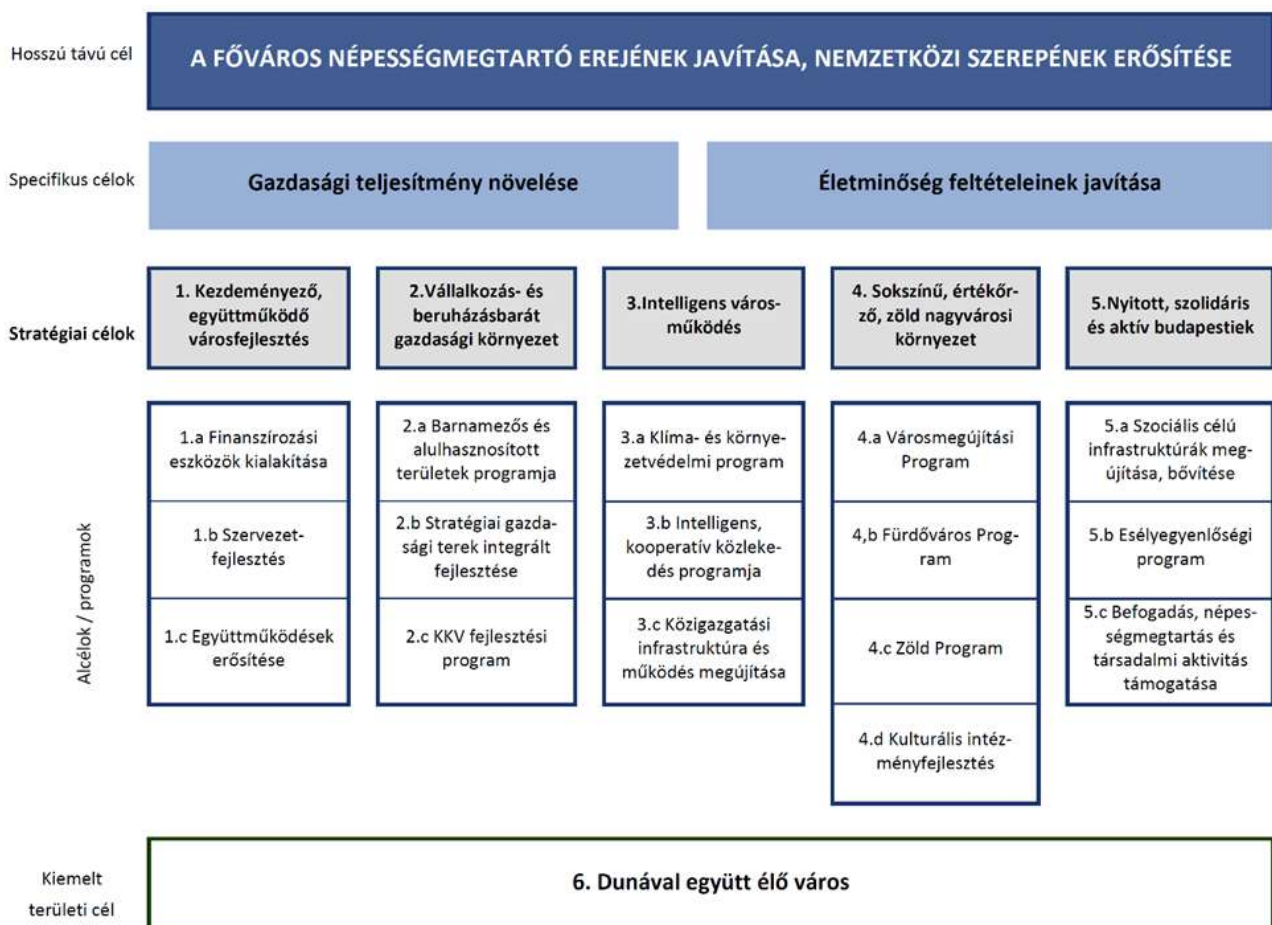 Hosszú távú cél
A FŐVÁROS NÉPESSÉGMEGTARTÓ EREJÉNEK JAVÍTÁSA, NEMZETKÖZI SZEREPÉNEK ERŐSÍTÉSE
Specifikus célok
Gazdasági teljesítmény növelése
Életminőség feltételeinek javítása
Stratégiai célok
1. Kezdeményező,
együttműködő
városfejlesztés
2.Vállalkozás- és
beruházásbarát
gazdasági környezet
3.Intelligens város-
működés
4. Sokszínű, értékőr-
ző, zöld nagyvárosi
környezet
5.Nyitott, szolidáris
és aktív budapestiek
Alcélok / programok
1.a Finanszírozási
eszközök kialakítása
1.b Szervezet-
fejlesztés
1.c Együttműködések
erősítése
2.a Barnamezős és
alulhasznosított
területek programja
2.b Stratégiai gazda-
sági terek integrált
fejlesztése
2.c KKV fejlesztési
program
3.a Klíma- és környe-
zetvédelmi program
3.b Intelligens,
kooperatív közleke-
dés programja
3.c Közigazgatási
infrastruktúra és
működés megújítása
4.a Városmegújítási
Program
4,b Fürdőváros Prog-
ram
4.c Zöld Program
4.d Kulturális intéz-
ményfejlesztés
5.a Szociális célú
infrastruktúrák meg-
újítása, bővítése
5.b Esélyegyenlőségi
program
5.c Befogadás, népes-
ségmegtartás és
társadalmi aktivitás
támogatása
Kiemelt
területi cél
6. Dunával együtt élő város